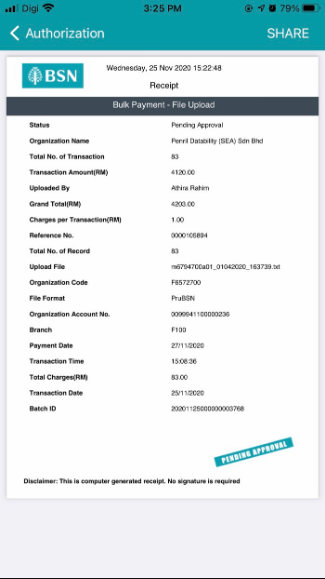 Digi 3:25 PM 79%
Authorization SHARE
BSN
Wednesday, 25 Nov 2020 15:22:48
Receipt
Bulk Payment - File Upload
Status Pending Approval
Organization Name Penril Datability (SEA) Sdn Bhd
Total No. of Transaction 83
Transaction Amount(RM) 4120.00
Uploaded By Athira Rahim
Grand Total(RM) 4203.00
Charges per Transaction(RM) 1.00
Reference No. 0000105894
Total No. of Record 83
Upload File m6794700a01_01042020_163739.txt
Organization Code F6572700
File Format PruBSN
Organization Account No. 0099941100000236
Branch F100
Payment Date 27/11/2020
Transaction Time 15:08:36
Total Charges(RM) 83.00
Transaction Date 25/11/2020
Batch ID 20201125000000003768
PENDING APPROVAL
Disclaimer: This is computer generated receipt. No signature is required